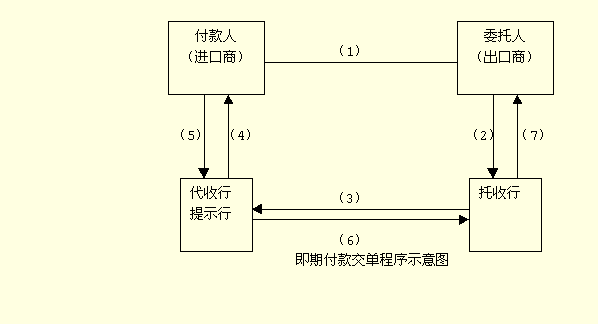 付款人
（进口商）
（1）
委托人
（出口商）
（5）
（4）
（2）
（7）
代收行
提示行
（3）
托收行
（6）
即期付款交单程序示意图